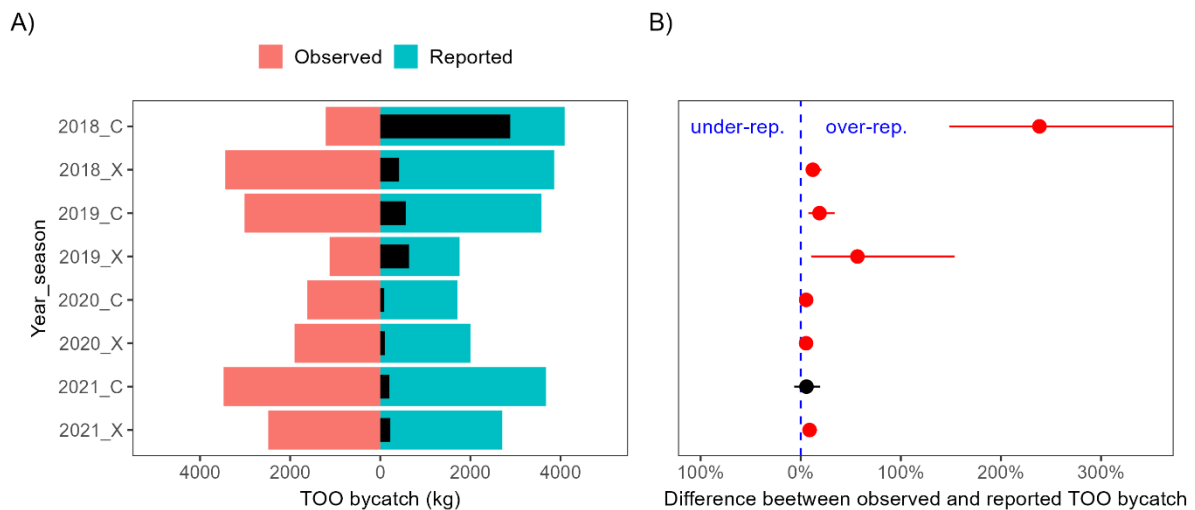 A)
Observed Reported
2018_C
2018_X
2019_C
2019_X
2020_C
2020_X
2021_C
2021_X
Year_season
4000 2000 0 2000 4000
TOO bycatch (kg)
B)
under-rep. over-rep.
100% 0% 100% 200% 300%
Difference beetween observed and reported TOO bycatch